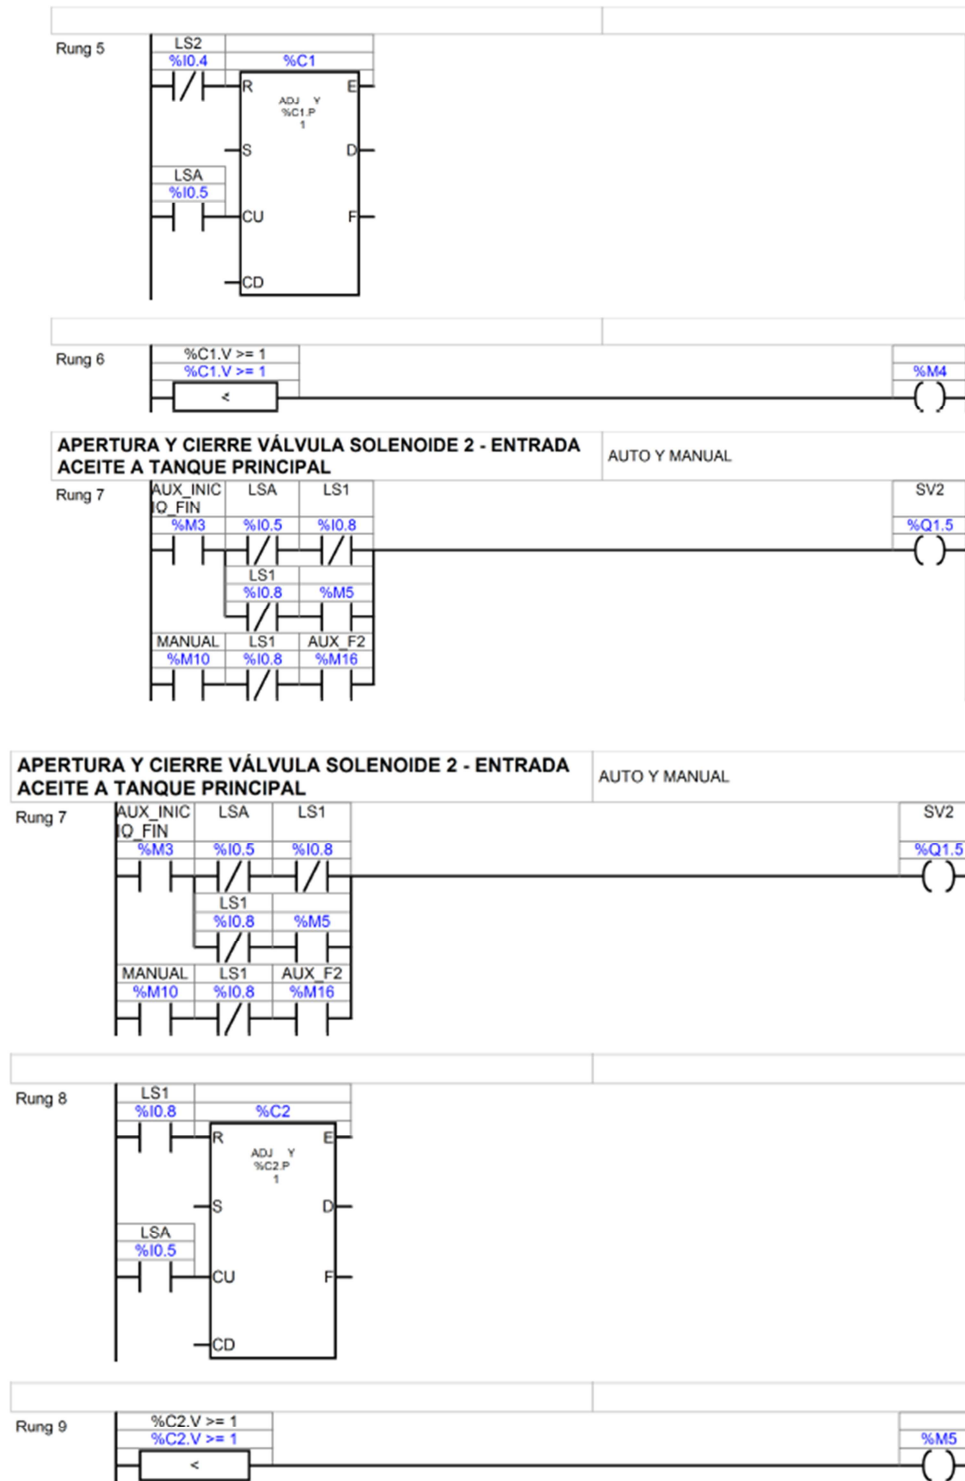 Rung 5
LS2
%I0.4
%C1
R
E
ADJ Y
%C1.P
1
S
D
LSA
%I0.5
CU
F
CD
Rung 6
%C1.V >= 1
%C1.V >= 1
%M4
<
APERTURA Y CIERRE VÁLVULA SOLENOIDE 2 - ENTRADA
ACEITE A TANQUE PRINCIPAL
AUTO Y MANUAL
Rung 7
AUX_INIC
IO_FIN
LSA
LS1
SV2
%M3
%I0.5
%I0.8
%Q1.5
LS1
%I0.8
%M5
MANUAL
LS1
AUX_F2
%M10
%I0.8
%M16
APERTURA Y CIERRE VÁLVULA SOLENOIDE 2 - ENTRADA
ACEITE A TANQUE PRINCIPAL
AUTO Y MANUAL
Rung 7
AUX_INIC
IO_FIN
LSA
LS1
SV2
%M3
%I0.5
%I0.8
%Q1.5
LS1
%I0.8
%M5
MANUAL
LS1
AUX_F2
%M10
%I0.8
%M16
Rung 8
LS1
%I0.8
%C2
R
E
ADJ Y
%C2.P
1
S
D
LSA
%I0.5
CU
F
CD
Rung 9
%C2.V >= 1
%C2.V >= 1
%M5
<